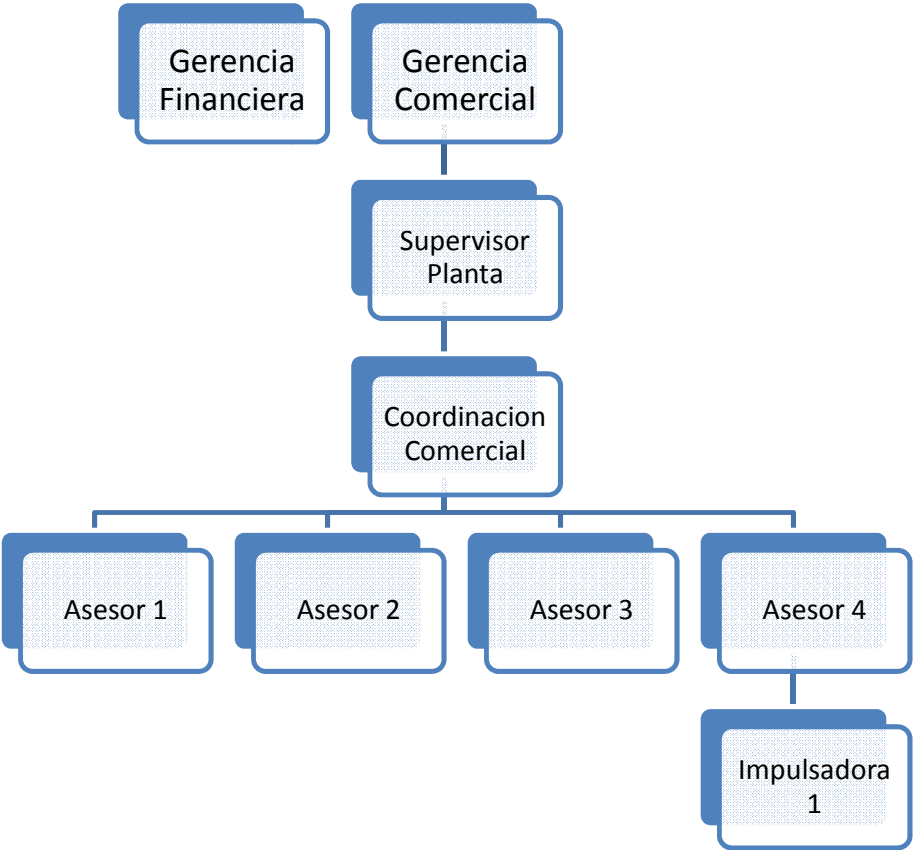 Gerencia
Financiera
Gerencia
Comercial
Supervisor
Planta
Coordinacion
Comercial
Asesor 1
Asesor 2
Asesor 3
Asesor 4
Impulsadora
1